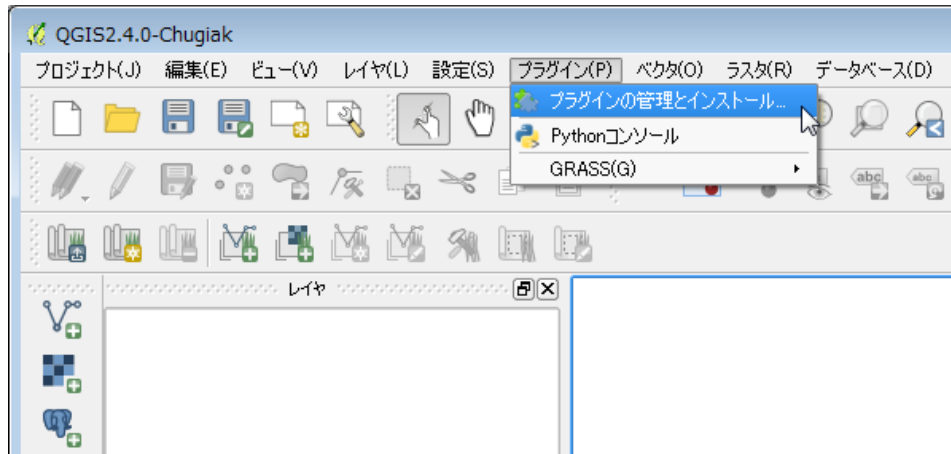 QGIS2.4.0-Chugiak
プロジェクト(J) 編集(E) ビュー(V) レイヤ(L) 設定(S) プラグイン(P) ベクタ(O) ラスタ(R) データベース(D)
プラグインの管理とインストール...
Pythonコンソール
GRASS(G)
abc abc
レイヤ